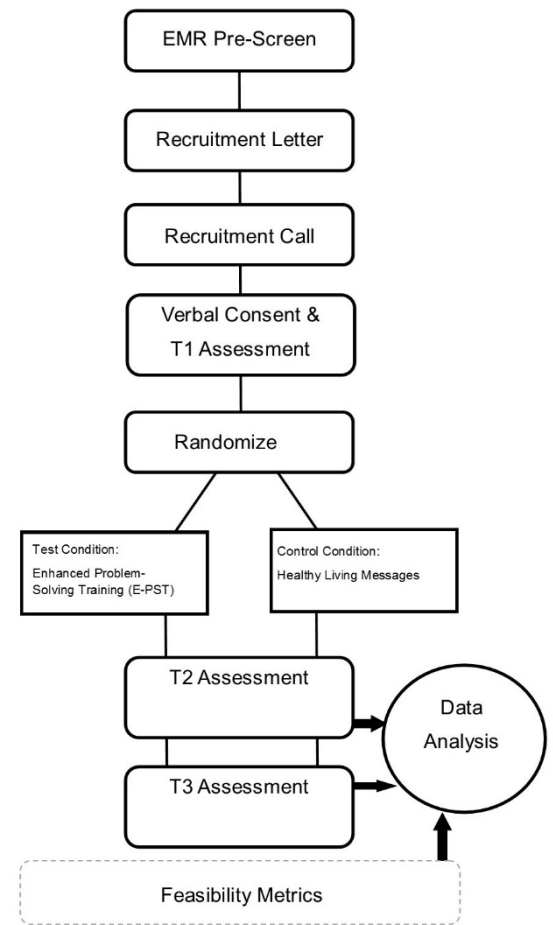 EMR Pre-Screen
Recruitment Letter
Recruitment Call
Verbal Consent &
T1 Assessment
Randomize
Test Condition:
Enhanced Problem-
Solving Training (E-PST)
Control Condition:
Healthy Living Messages
T2 Assessment
Data
Analysis
T3 Assessment
Feasibility Metrics